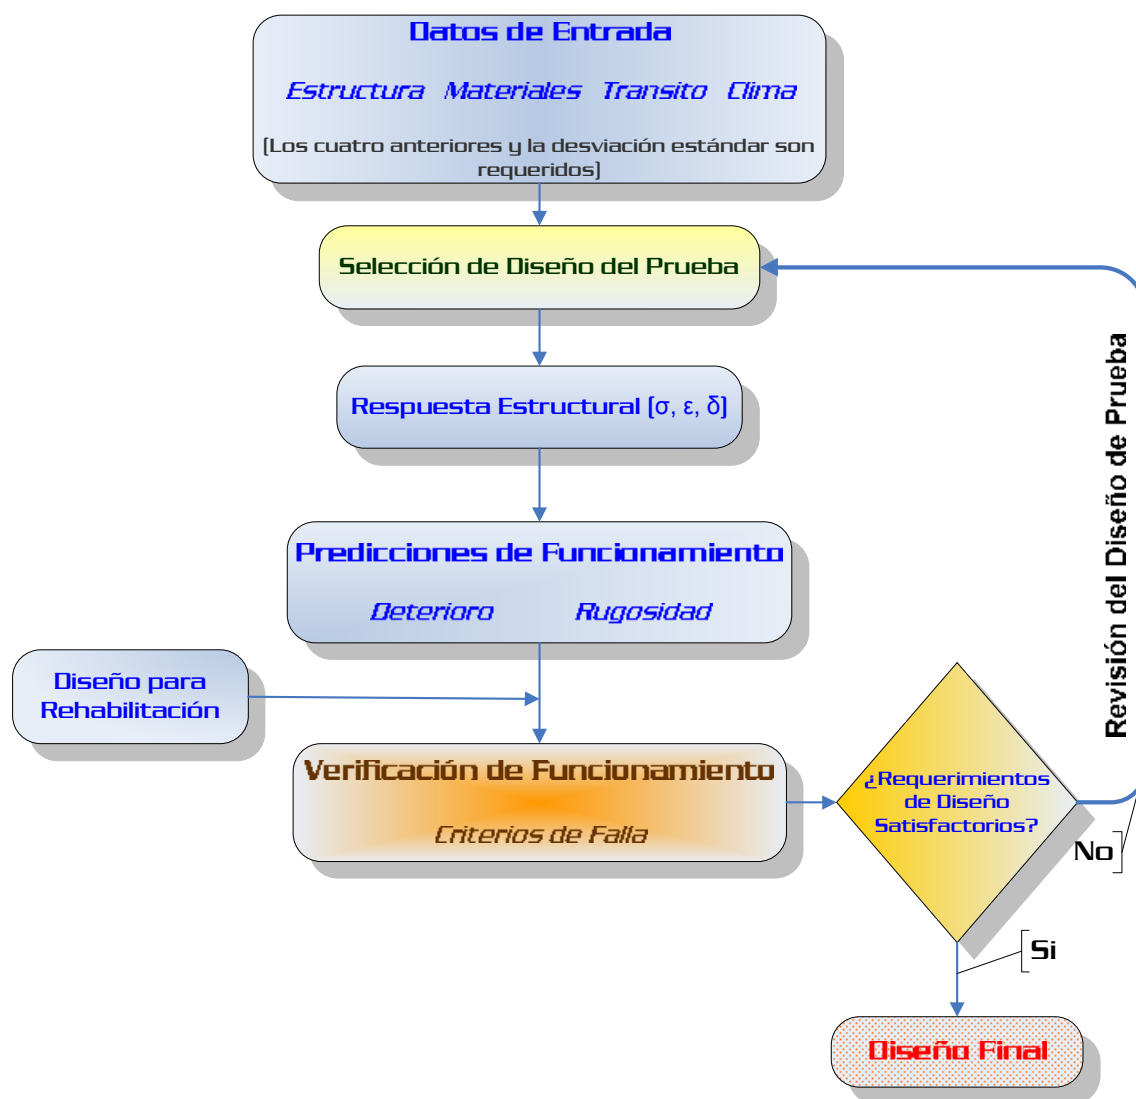 Datos de Entrada
Estructura Materiales Transito Clima
(Los cuatro anteriores y la desviación estándar son
requeridos)
Selección de Diseño del Prueba
Respuesta Estructural (σ, ε, δ)
Predicciones de Funcionamiento
Deterioro Rugosidad
Diseño para
Rehabilitación
Verificación de Funcionamiento
Criterios de Falla
¿Requerimientos
de Diseño
Satisfactorios?
Revisión del Diseño de Prueba
No
Si
Diseño Final